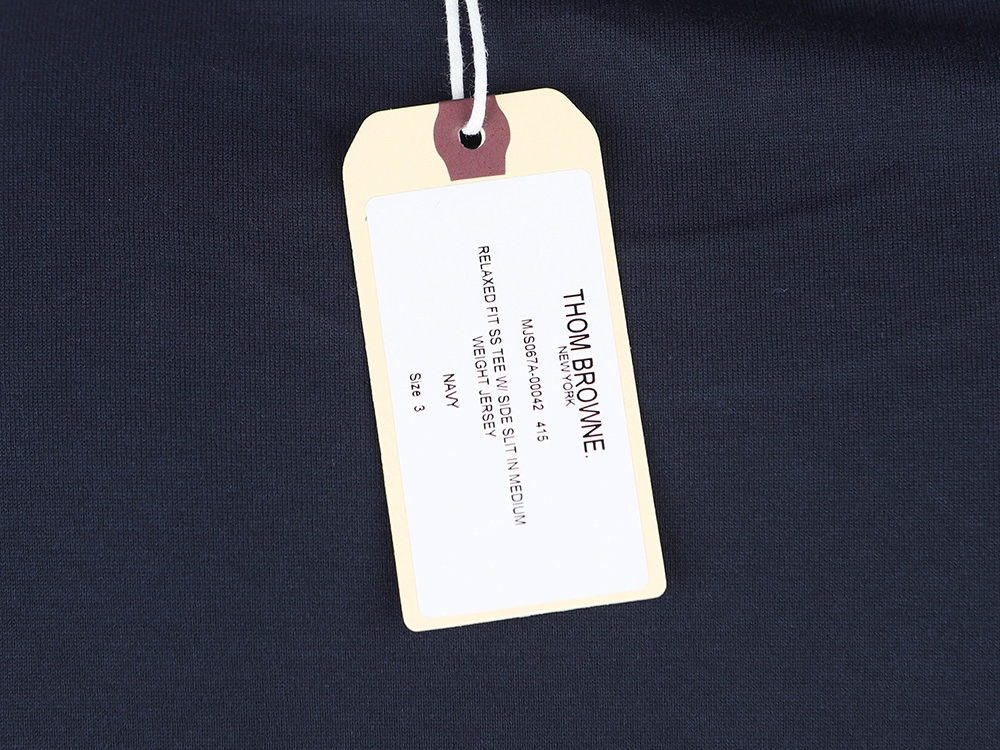 THOM BROWNE.
NEW YORK
MJS067A-00042 415
RELAXED FIT SS TEE W/ SIDE SLIT IN MEDIUM
WEIGHT JERSEY
NAVY
Size 3